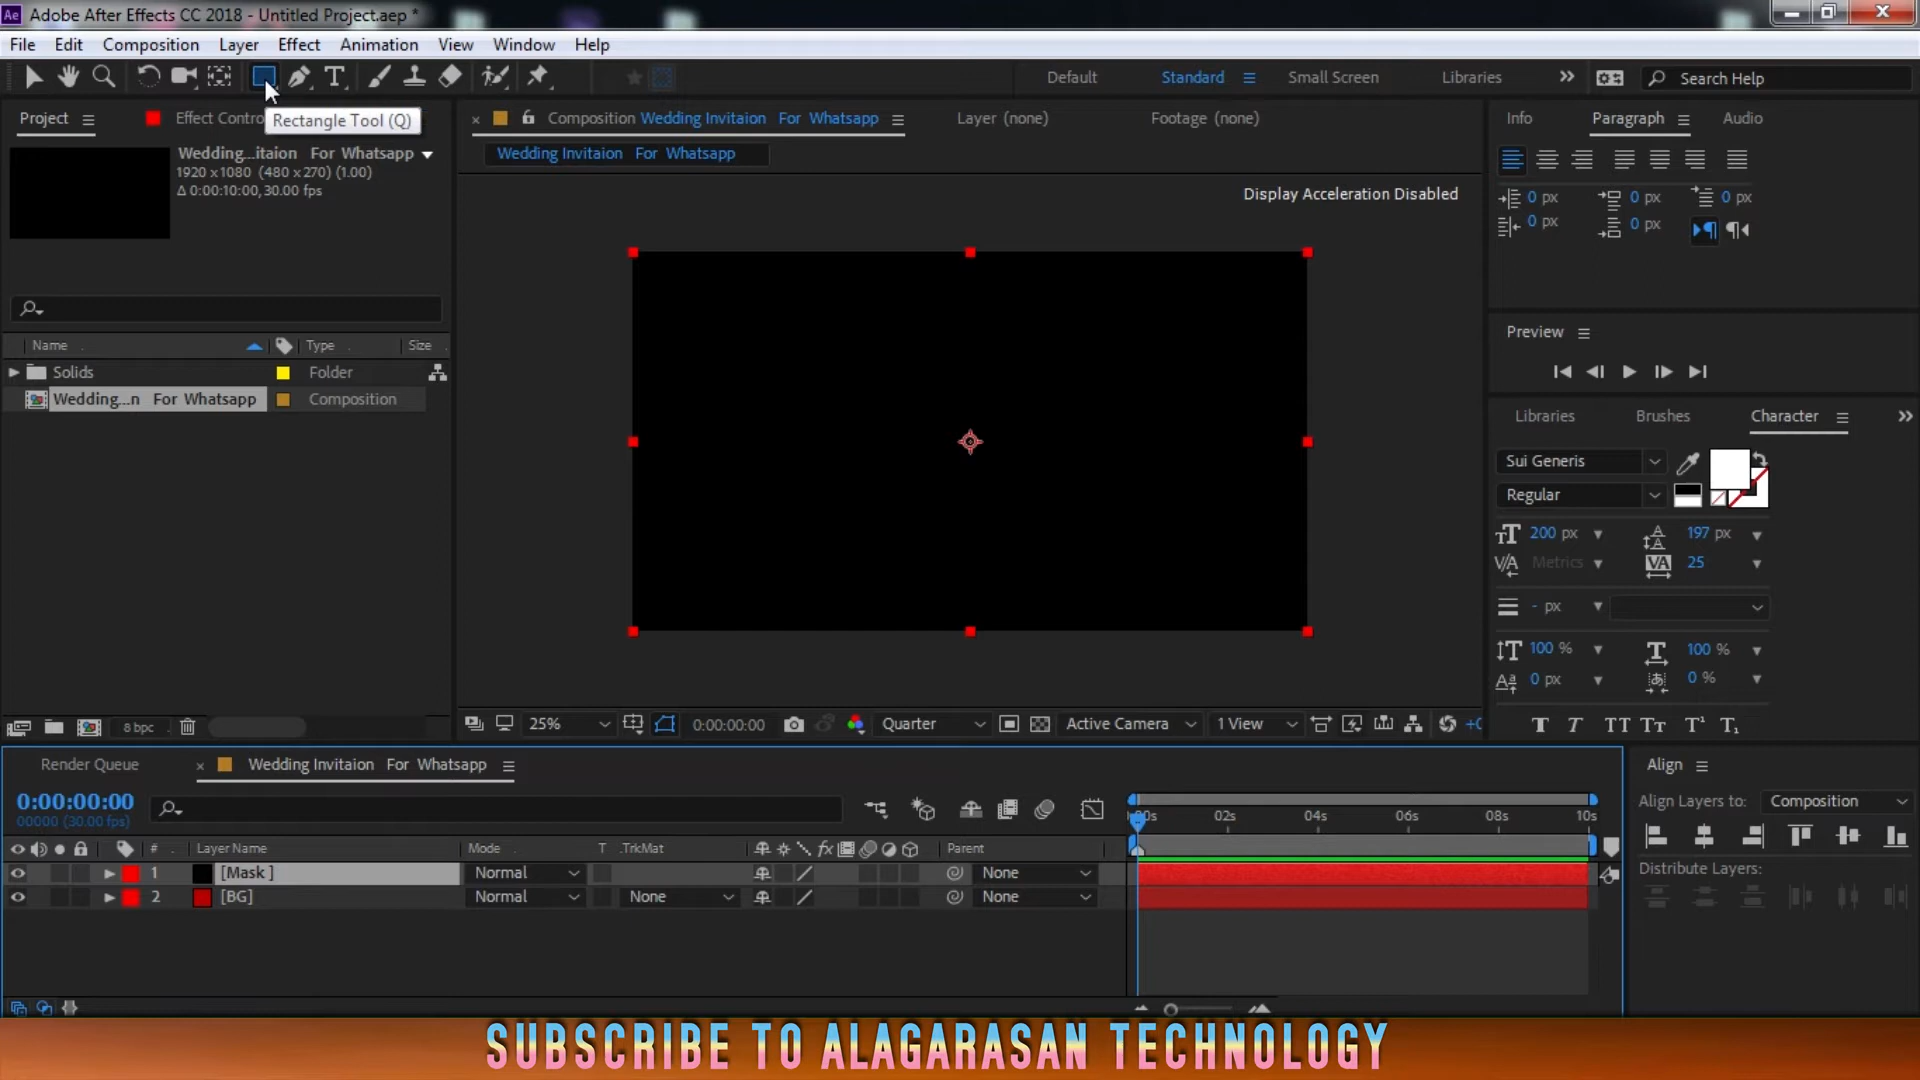 Adobe After Effects CC 2018 - Untitled Project.aep *
File Edit Composition Layer Effect Animation View Window Help
Default Standard Small Screen Libraries Search Help
Rectangle Tool (Q)
Project Effect Contro
Wedding...itaion For Whatsapp
1920 x1080 (480 x270) (1.00)
Δ 0:00:10:00, 30.00 fps
Composition Wedding Invitaion For Whatsapp Layer (none) Footage (none)
Wedding Invitaion For Whatsapp
Display Acceleration Disabled
Info Paragraph Audio
0 px 0 px 0 px
0 px 0 px
Name Type Size
Solids Folder
Wedding...n For Whatsapp Composition
Preview
Libraries Brushes Character
Sui Generis
Regular
200 px 197 px
Metrics 25
- px
100 % 100 %
0 px 0 %
T T TT Tт T¹ T₁
8 bpc
25% 0:00:00:00 Quarter Active Camera 1 View +0
Render Queue Wedding Invitaion For Whatsapp
0:00:00:00
00000 (30.00 fps)
02s 04s 06s 08s 10s
# Layer Name Mode T .TrkMat fx Parent
1 [Mask ] Normal None
2 [BG] Normal None None
Align
Align Layers to: Composition
Distribute Layers:
SUBSCRIBE TO ALAGARASAN TECHNOLOGY